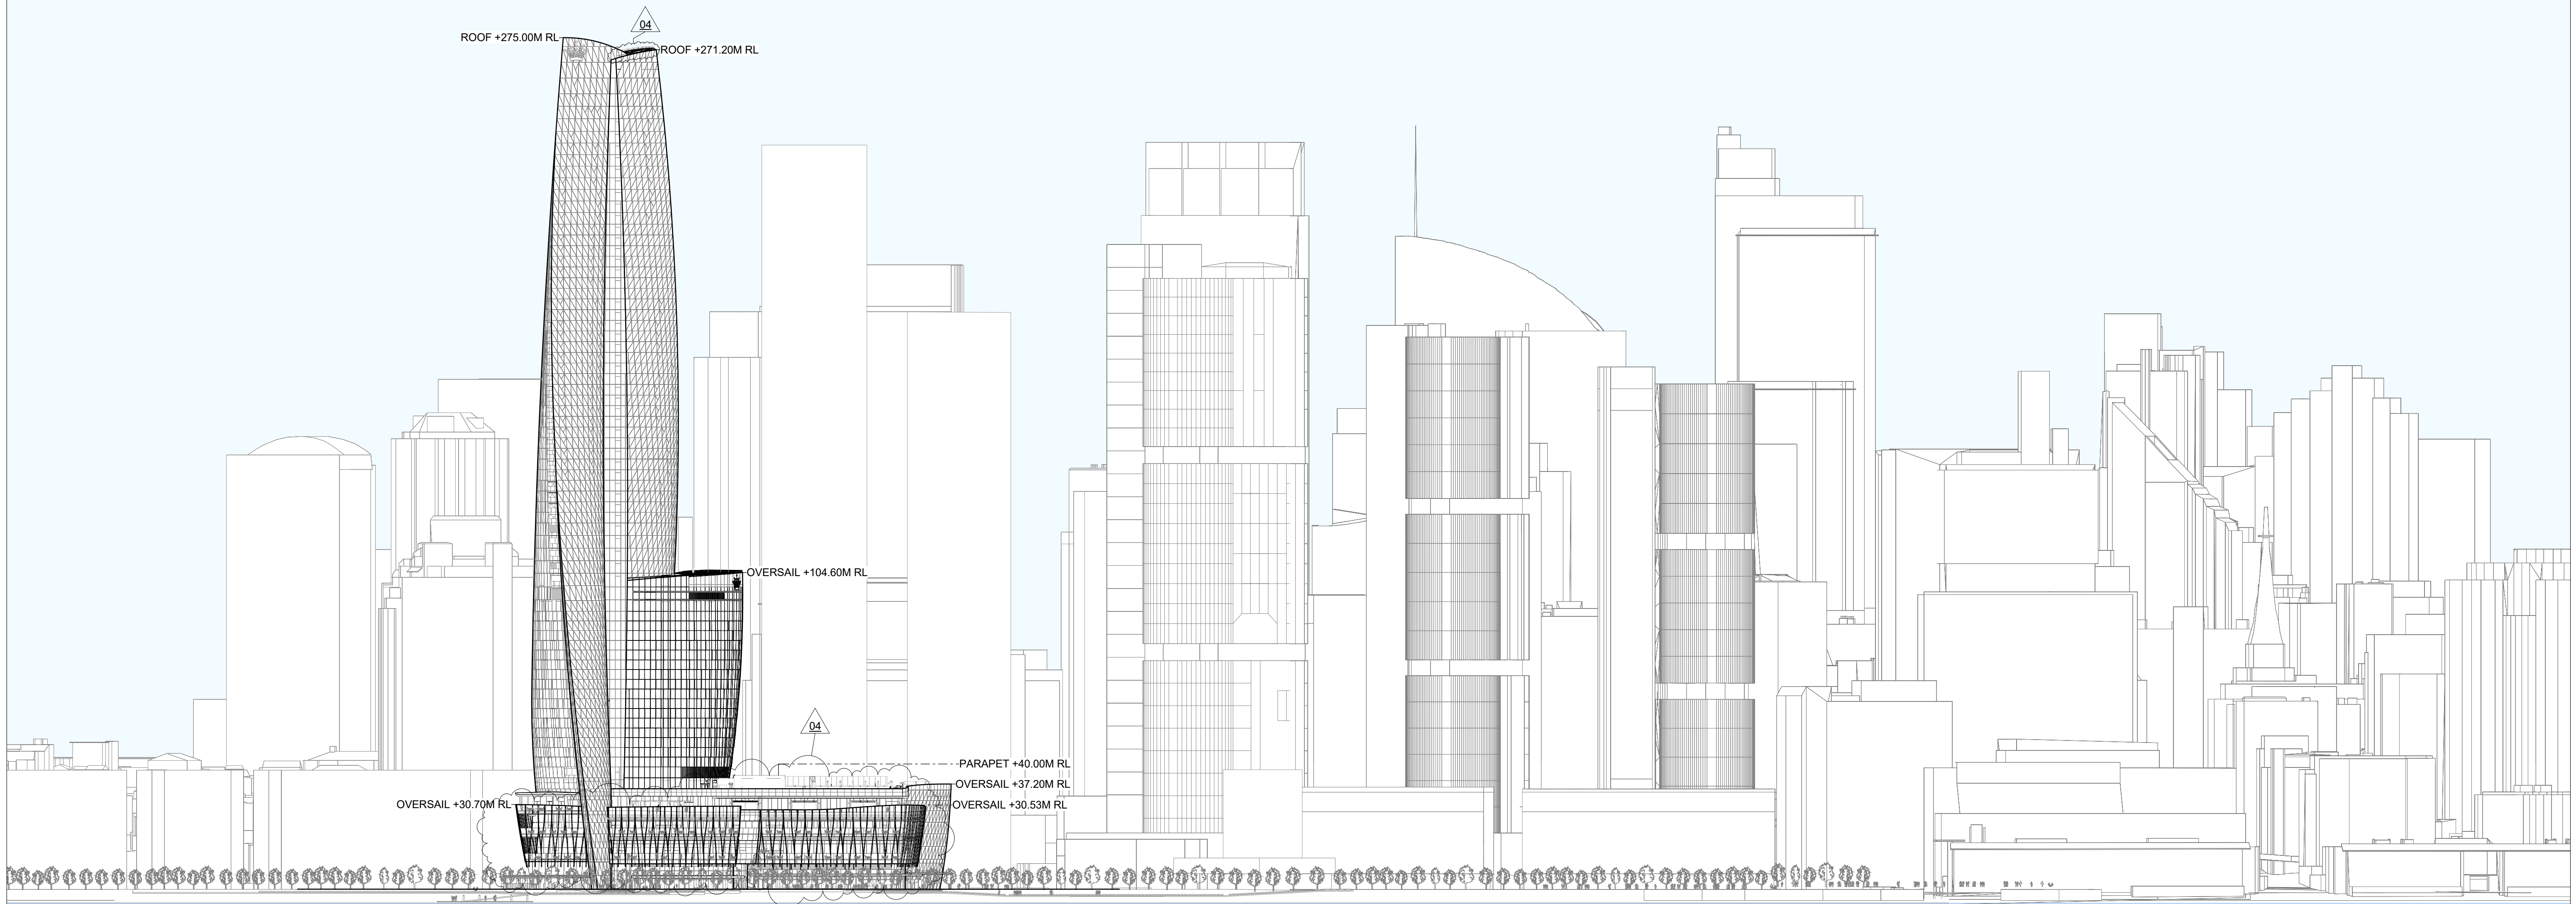 04
ROOF +275.00M RL
ROOF +271.20M RL
OVERSAIL +104.60M RL
04
PARAPET +40.00M RL
OVERSAIL +37.20M RL
OVERSAIL +30.70M RL
OVERSAIL +30.53M RL